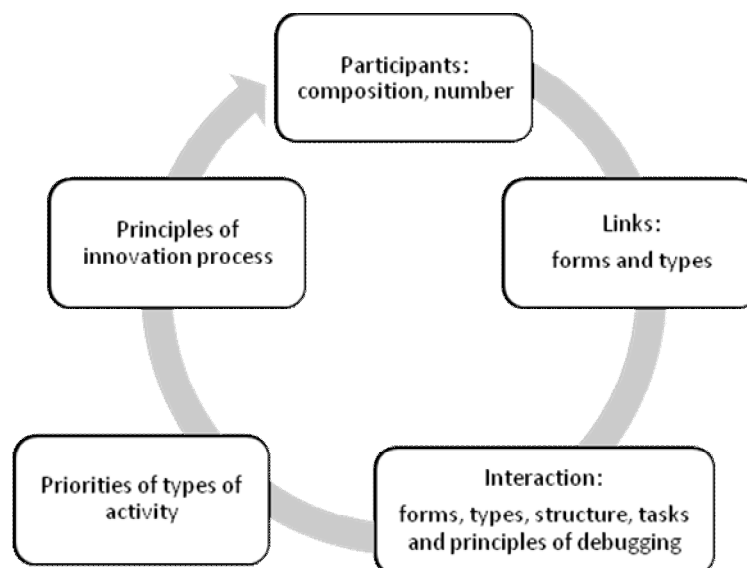 Participants:
composition, number
Links:
forms and types
Interaction:
forms, types, structure, tasks
and principles of debugging
Priorities of types of
activity
Principles of
innovation process